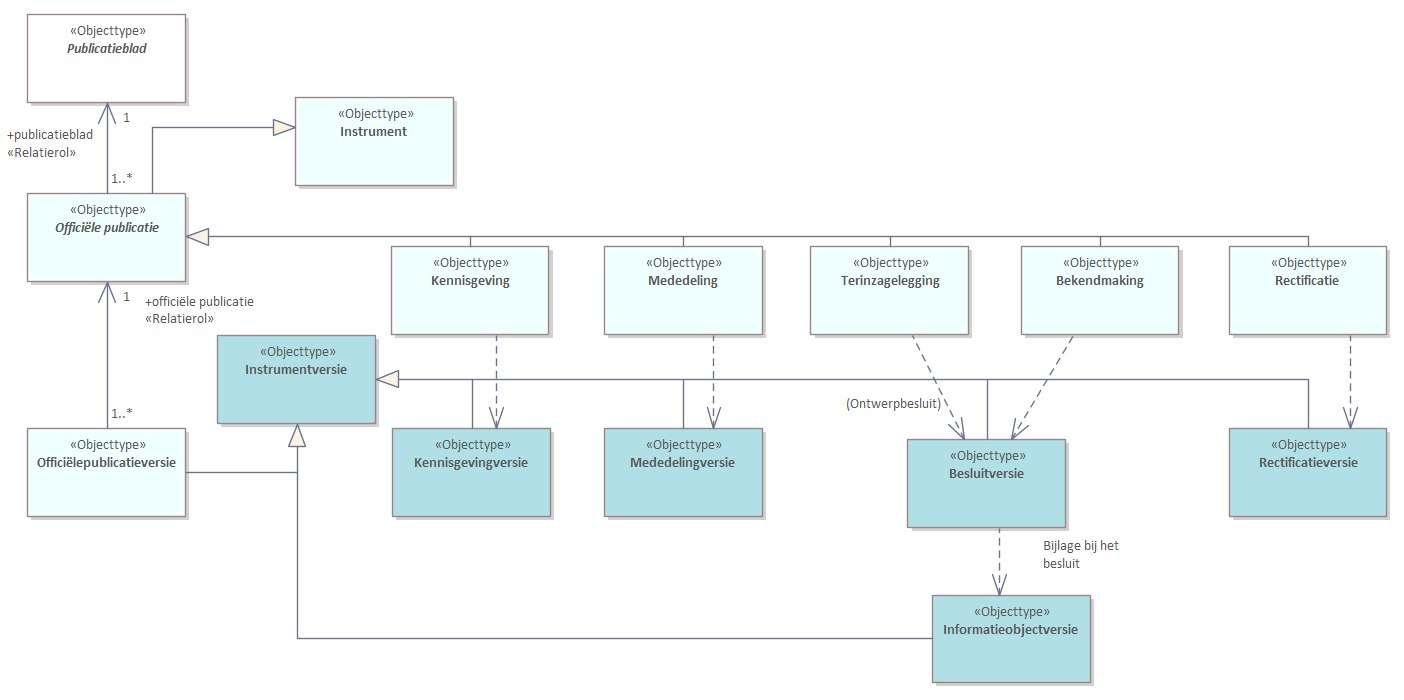 «Objecttype»
Publicatieblad
«Objecttype»
Instrument
1
+publicatieblad
«Relatierol»
1..*
«Objecttype»
Officiële publicatie
«Objecttype»
Kennisgeving
«Objecttype»
Mededeling
«Objecttype»
Terinzagelegging
«Objecttype»
Bekendmaking
«Objecttype»
Rectificatie
1
+officiële publicatie
«Relatierol»
«Objecttype»
Instrumentversie
(Ontwerpbesluit)
1..*
«Objecttype»
Officiëlepublicatieversie
«Objecttype»
Kennisgevingversie
«Objecttype»
Mededelingversie
«Objecttype»
Besluitversie
«Objecttype»
Rectificatieversie
Bijlage bij het
besluit
«Objecttype»
Informatieobjectversie